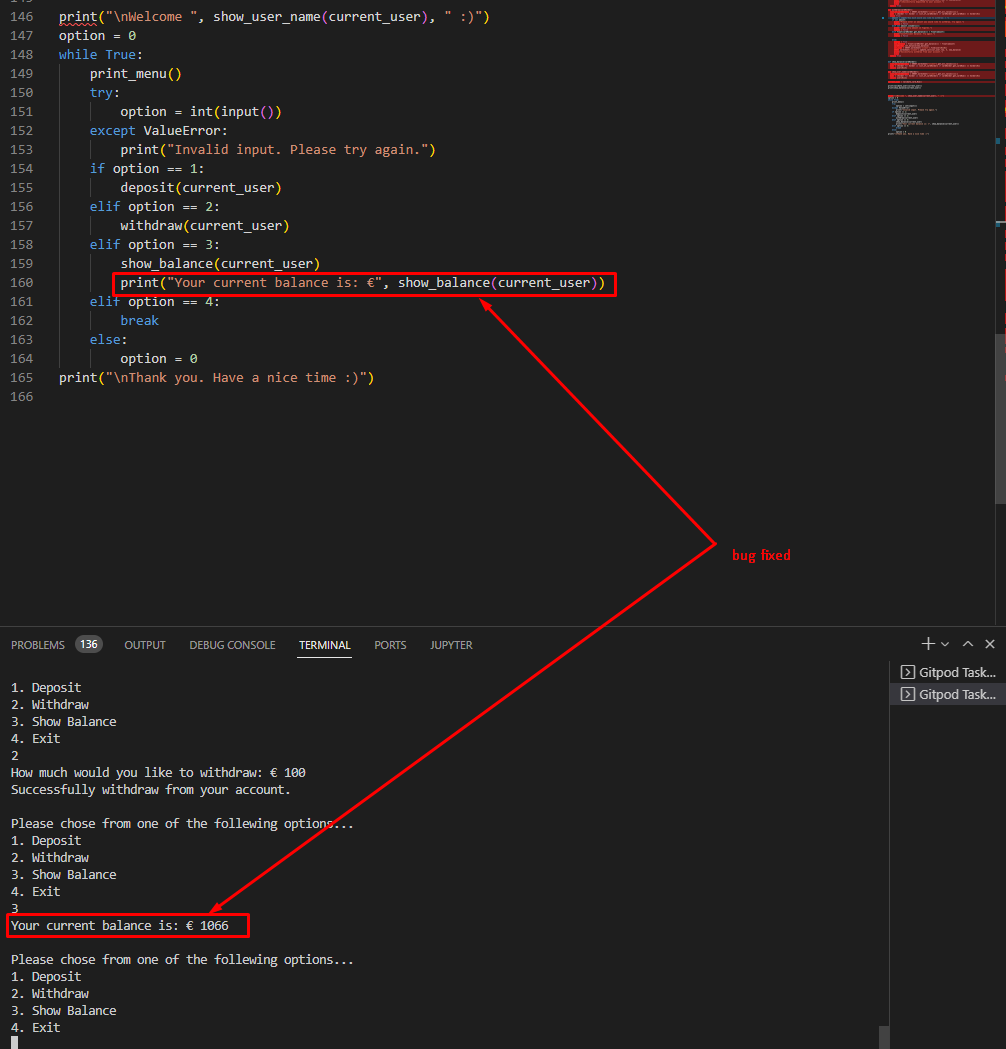 145
146 print("\nWelcome ", show_user_name(current_user), " :)")
147 option = 0
148 while True:
149 print_menu()
150 try:
151 option = int(input())
152 except ValueError:
153 print("Invalid input. Please try again.")
154 if option == 1:
155 deposit(current_user)
156 elif option == 2:
157 withdraw(current_user)
158 elif option == 3:
159 show_balance(current_user)
160 print("Your current balance is: €", show_balance(current_user))
161 elif option == 4:
162 break
163 else:
164 option = 0
165 print("\nThank you. Have a nice time :)")
166
bug fixed
PROBLEMS 136 OUTPUT DEBUG CONSOLE TERMINAL PORTS JUPYTER
Gitpod Task...
Gitpod Task...
1. Deposit
2. Withdraw
3. Show Balance
4. Exit
2
How much would you like to withdraw: € 100
Successfully withdraw from your account.
Please chose from one of the follewing options...
1. Deposit
2. Withdraw
3. Show Balance
4. Exit
3
Your current balance is: € 1066
Please chose from one of the follewing options...
1. Deposit
2. Withdraw
3. Show Balance
4. Exit